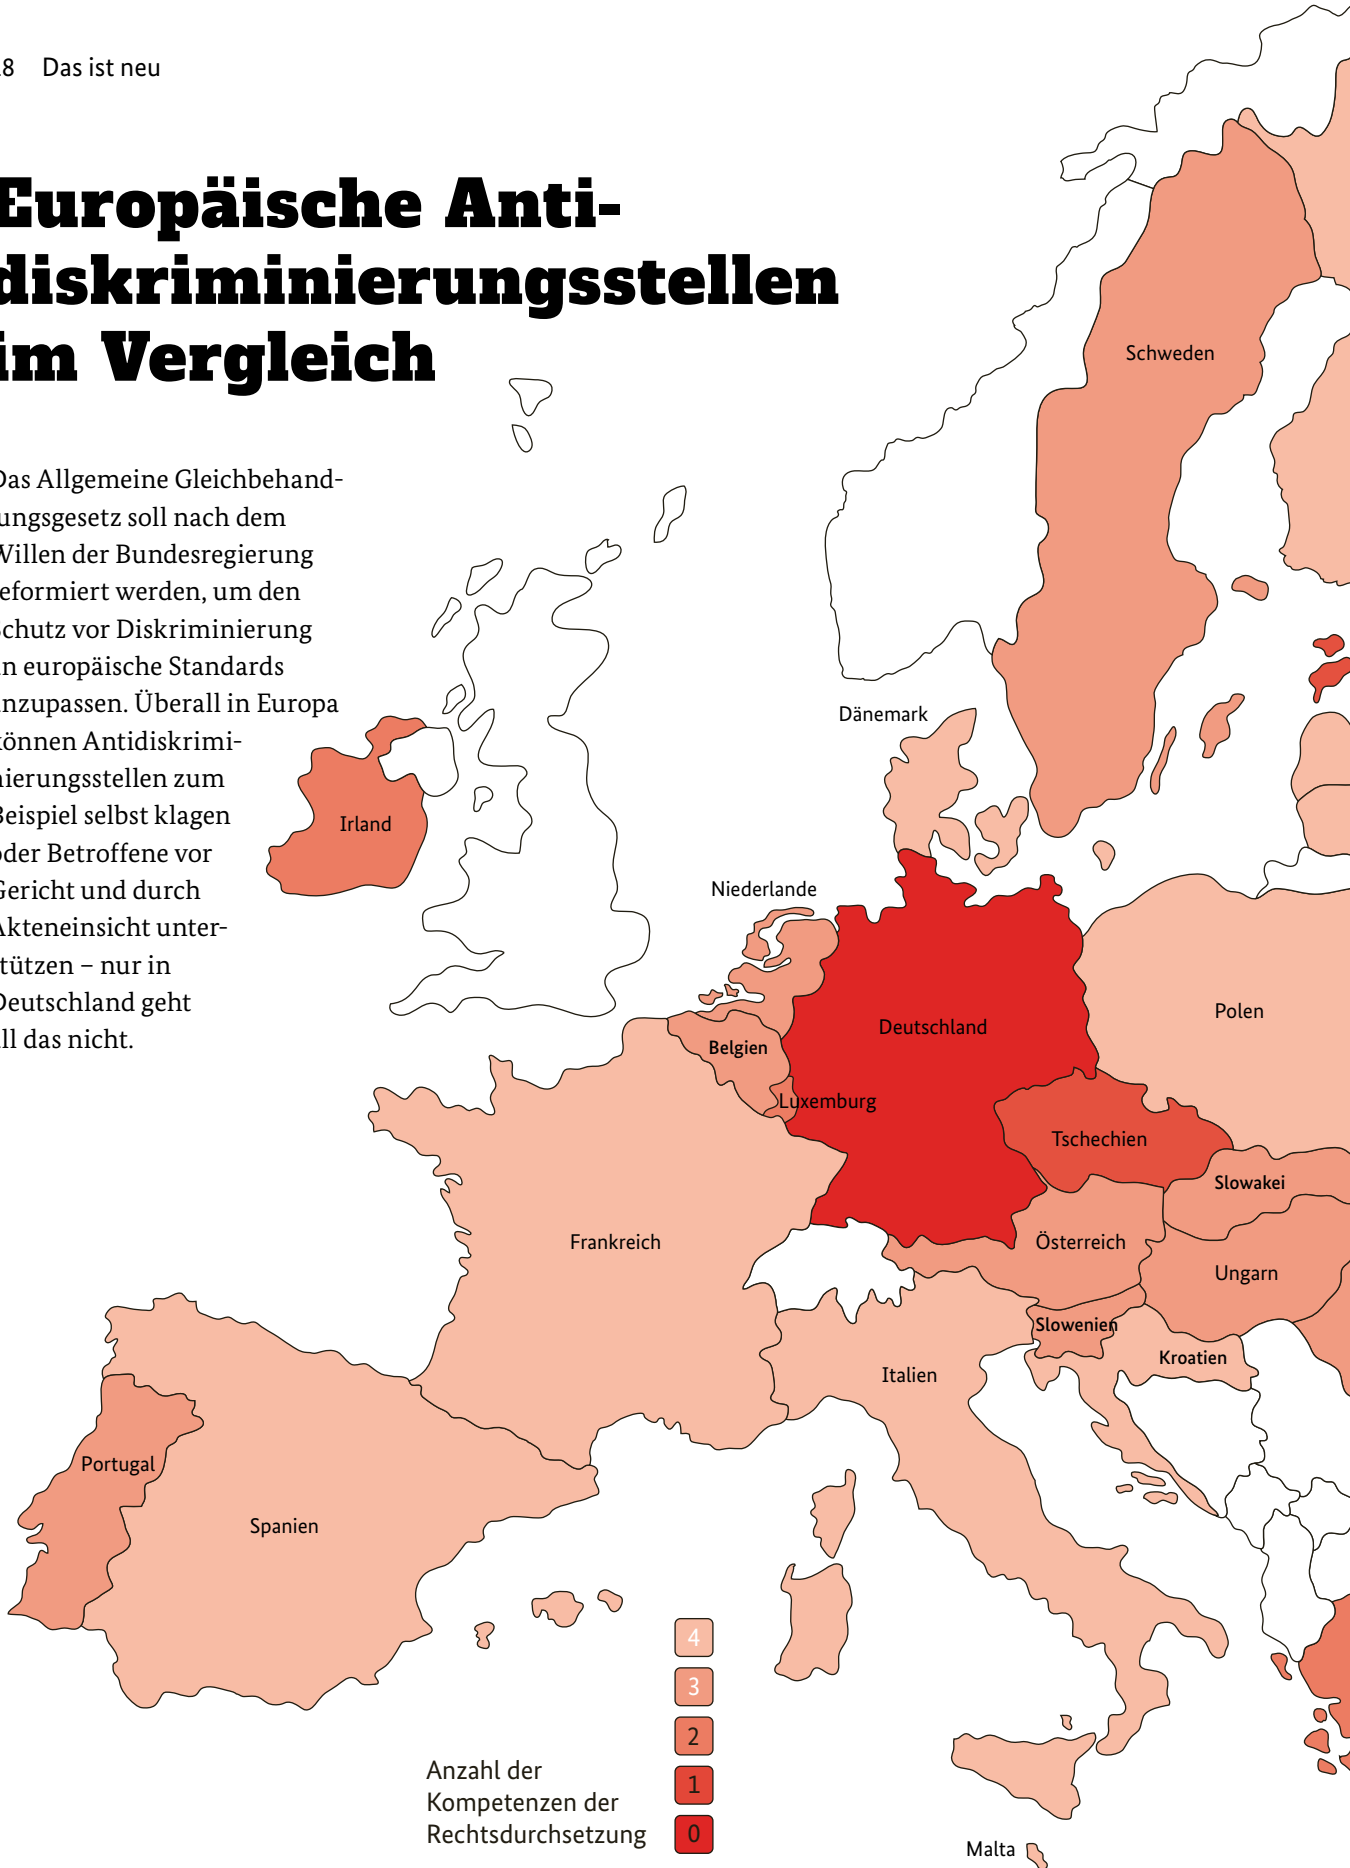 8 Das ist neu
Europäische Anti-
diskriminierungsstellen
im Vergleich
Das Allgemeine Gleichbehand-
ungsgesetz soll nach dem
Willen der Bundesregierung
eformiert werden, um den
Schutz vor Diskriminierung
an europäische Standards
anzupassen. Überall in Europa
können Antidiskrimi-
nierungsstellen zum
Beispiel selbst klagen
oder Betroffene vor
Gericht und durch
Akteneinsicht unter-
tützen – nur in
Deutschland geht
all das nicht.
Schweden
Dänemark
Irland
Niederlande
Polen
Deutschland
Belgien
Luxemburg
Tschechien
Slowakei
Frankreich
Österreich
Ungarn
Slowenien
Kroatien
Italien
Portugal
Spanien
4
3
2
1
0
Anzahl der
Kompetenzen der
Rechtsdurchsetzung
Malta